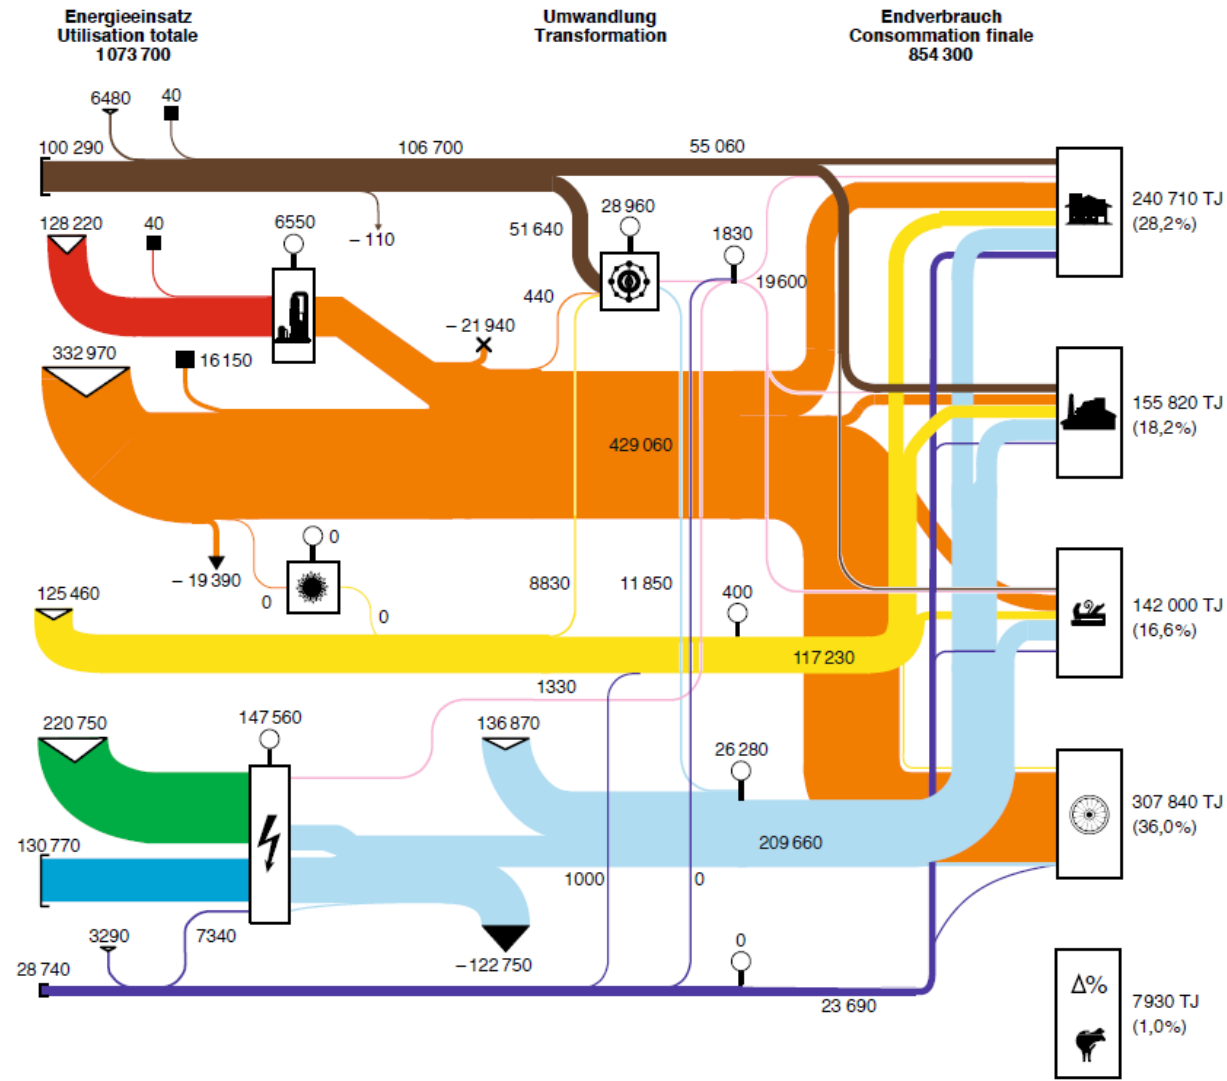 Energieeinsatz
Utilisation totale
1 073 700
Umwandlung
Transformation
Endverbrauch
Consommation finale
854 300
6480
40
100 290
106 700
55 060
– 110
51 640
28 960
1830
240 710 TJ
(28,2%)
128 220
40
6550
440
19 600
– 21 940
332 970
16 150
429 060
155 820 TJ
(18,2%)
– 19 390
0
0
0
125 460
8830
11 850
400
117 230
142 000 TJ
(16,6%)
1330
220 750
147 560
136 870
26 280
209 660
307 840 TJ
(36,0%)
130 770
1000
0
3290
7340
– 122 750
28 740
0
23 690
Δ%
7930 TJ
(1,0%)